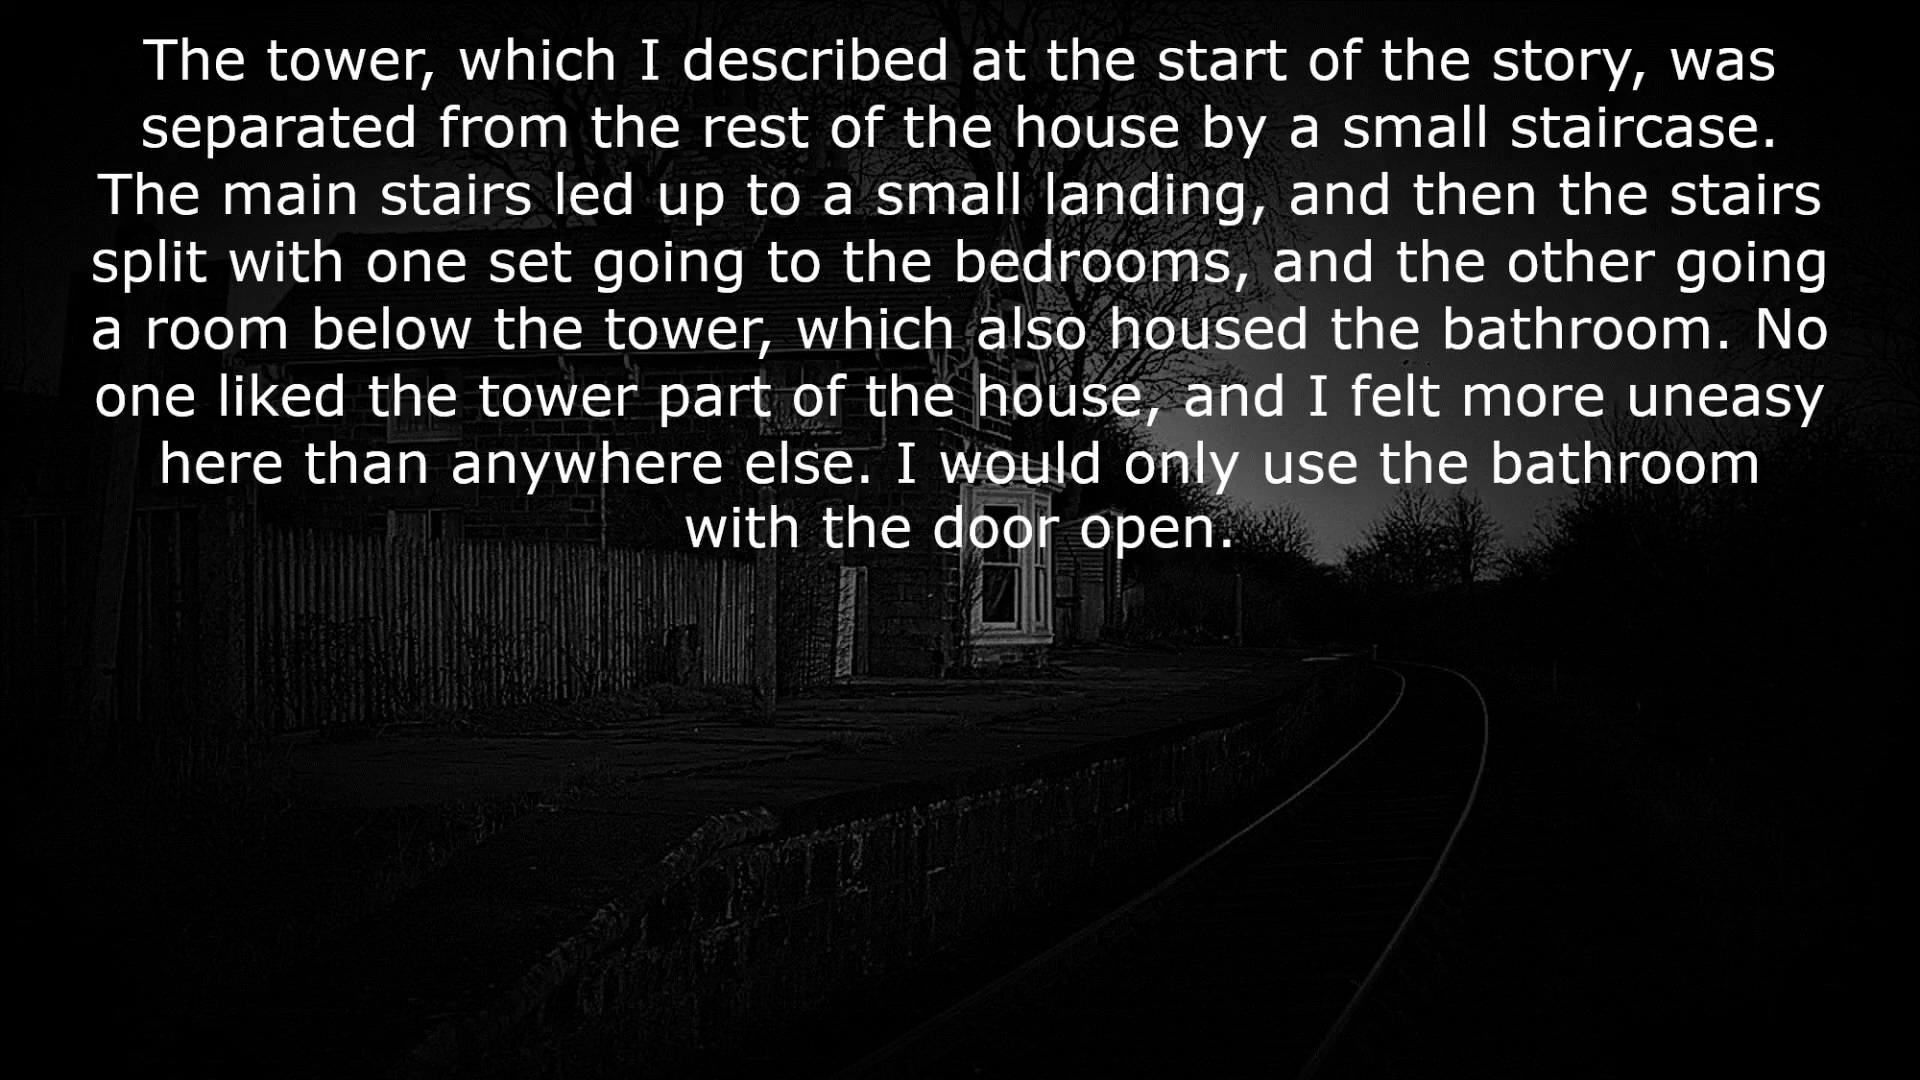 The tower, which I described at the start of the story, was
separated from the rest of the house by a small staircase.
The main stairs led up to a small landing, and then the stairs
split with one set going to the bedrooms, and the other going
a room below the tower, which also housed the bathroom. No
one liked the tower part of the house, and I felt more uneasy
here than anywhere else. I would only use the bathroom
with the door open.